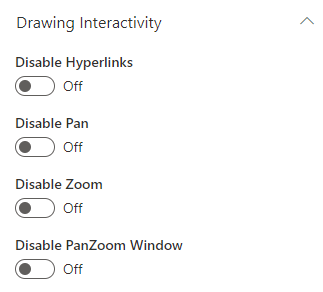 Drawing Interactivity
Disable Hyperlinks
Off
Disable Pan
Off
Disable Zoom
Off
Disable PanZoom Window
Off